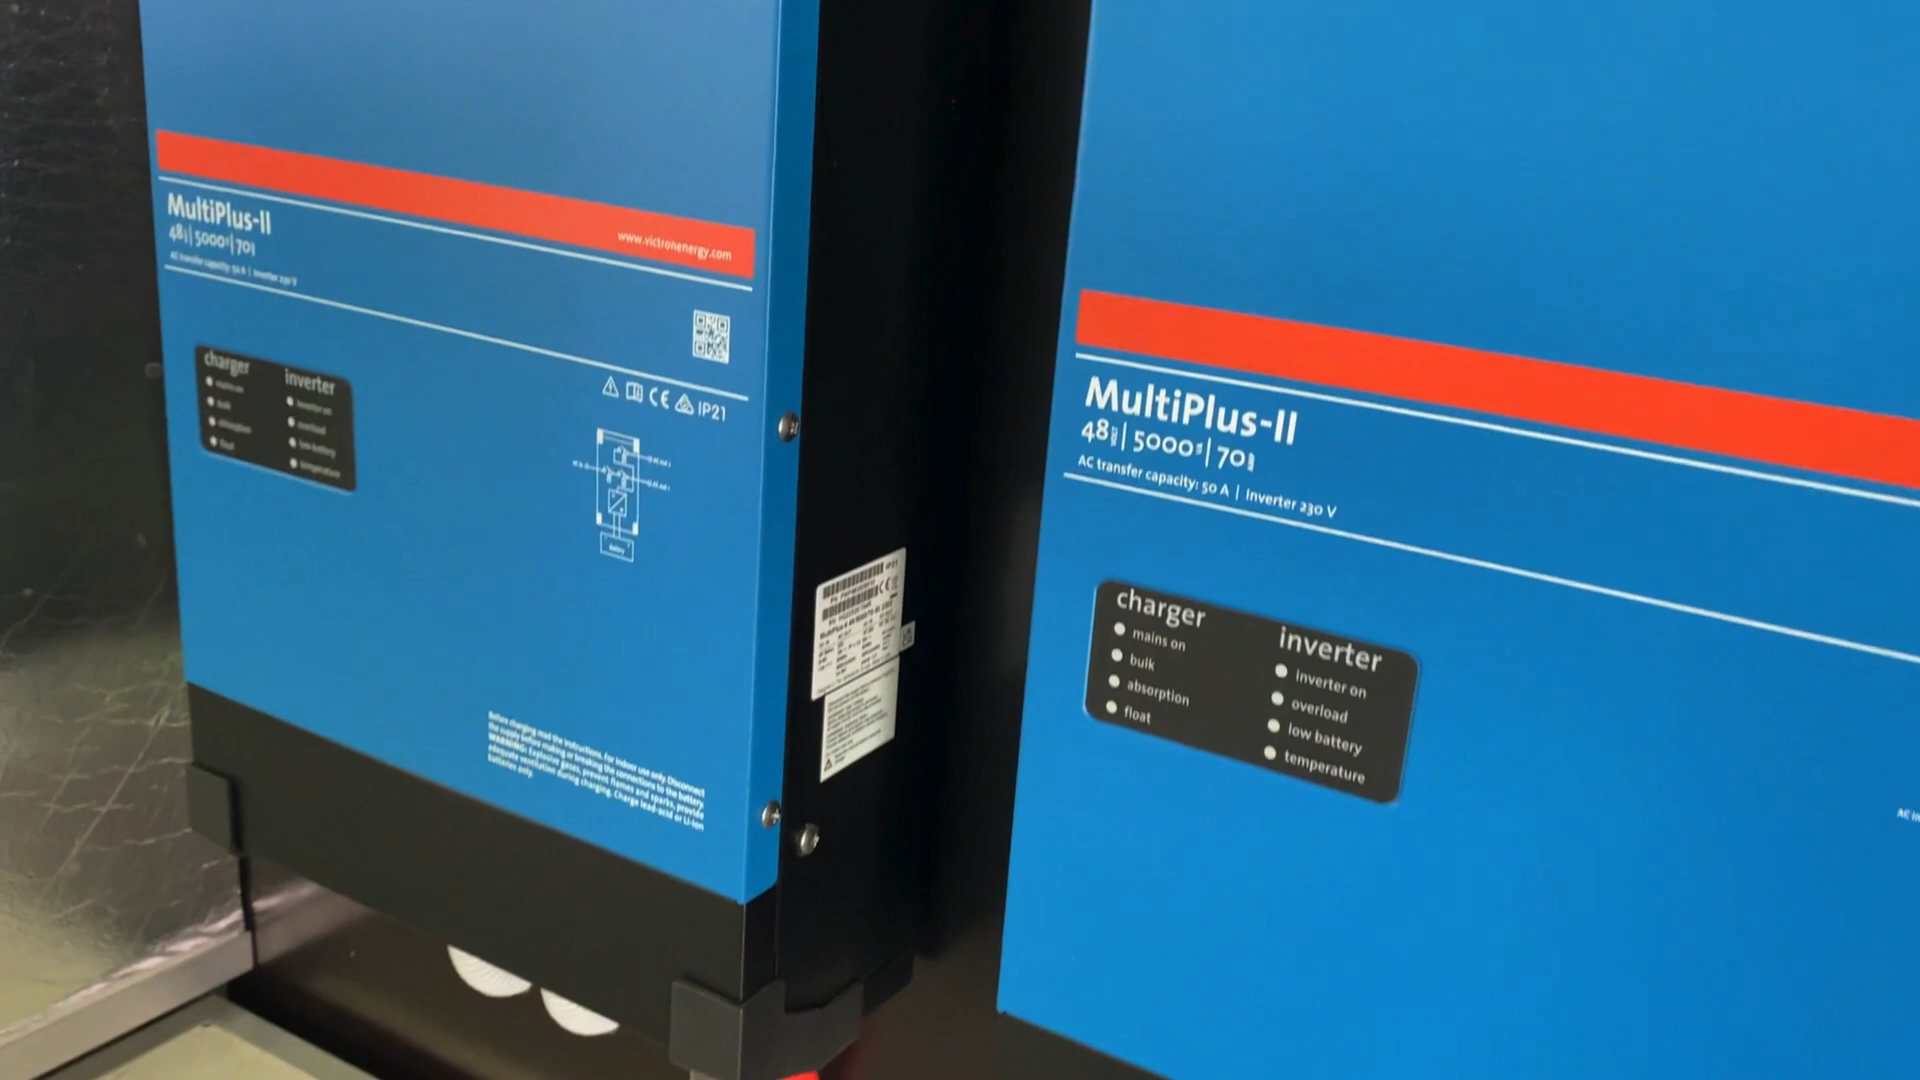 www.victronenergy.com
MultiPlus-II
48 | 5000 | 70
AC transfer capacity: 50 A | Inverter 230 V
charger
mains on
bulk
absorption
float
inverter
inverter on
overload
low battery
temperature
IP21
Battery
Before charging read the instructions. For indoor use only. Disconnect
the supply before making or breaking the connections to the battery.
WARNING: Explosive gases, prevent flames and sparks, provide
adequate ventilation during charging. Charge lead-acid or Li-Ion
batteries only.
IP21
MultiPlus-II
48 VOLT | 5000 | 70
AC transfer capacity: 50 A | Inverter 230 V
charger
mains on
bulk
absorption
float
inverter
inverter on
overload
low battery
temperature